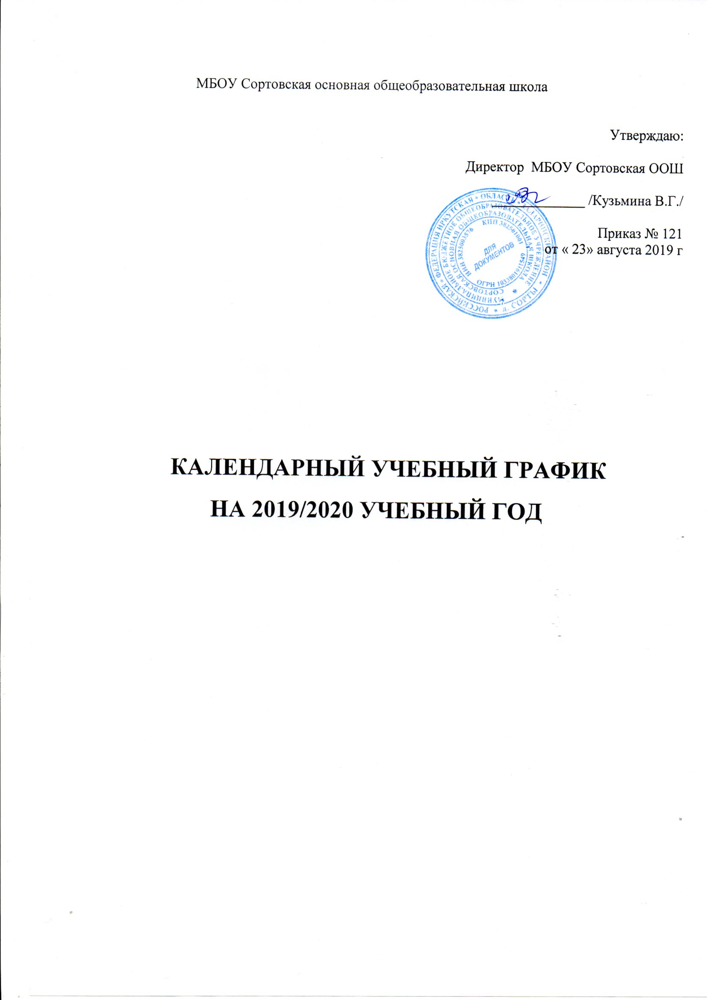 МБОУ Сортовская основная общеобразовательная школа
Утверждаю:
Директор МБОУ Сортовская ООШ
/Кузьмина В.Г./
Приказ № 121
от « 23» августа 2019 г
РОССИЙСКАЯ * ФЕДЕРАЦИЯ ИРКУТСКАЯ * ОБЛАСТЬ * ЗАЛАРИНСКИЙ РАЙОН * д. СОРТЫ *
МУНИЦИПАЛЬНОЕ БЮДЖЕТНОЕ ОБЩЕОБРАЗОВАТЕЛЬНОЕ УЧРЕЖДЕНИЕ
СОРТОВСКАЯ ОСНОВНАЯ ОБЩЕОБРАЗОВАТЕЛЬНАЯ ШКОЛА *
ИНН 3825003576 КПП 382501001
ОГРН 1033801911549
ДЛЯ
ДОКУМЕНТОВ
КАЛЕНДАРНЫЙ УЧЕБНЫЙ ГРАФИК
НА 2019/2020 УЧЕБНЫЙ ГОД